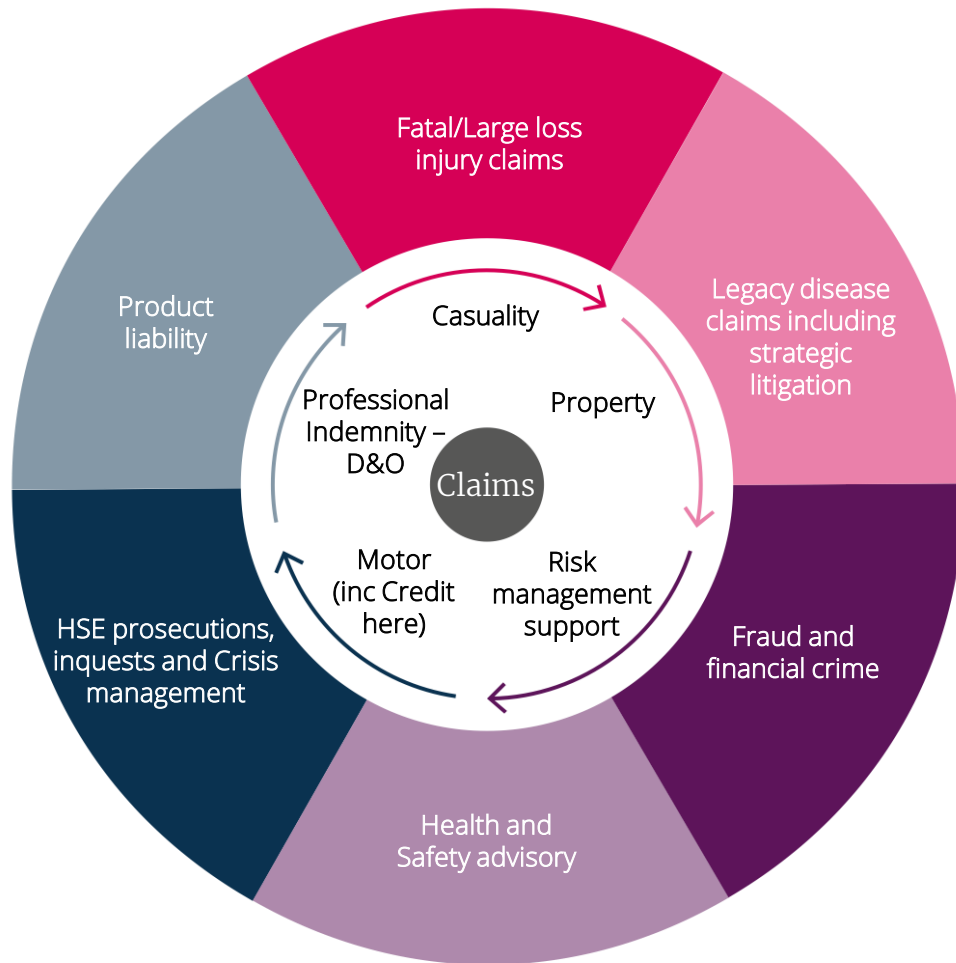 Fatal/Large loss
injury claims
Legacy disease
claims including
strategic
litigation
Fraud and
financial crime
Health and
Safety advisory
HSE prosecutions,
inquests and Crisis
management
Product
liability
Casuality
Property
Risk
management
support
Motor
(inc Credit
here)
Professional
Indemnity –
D&O
Claims